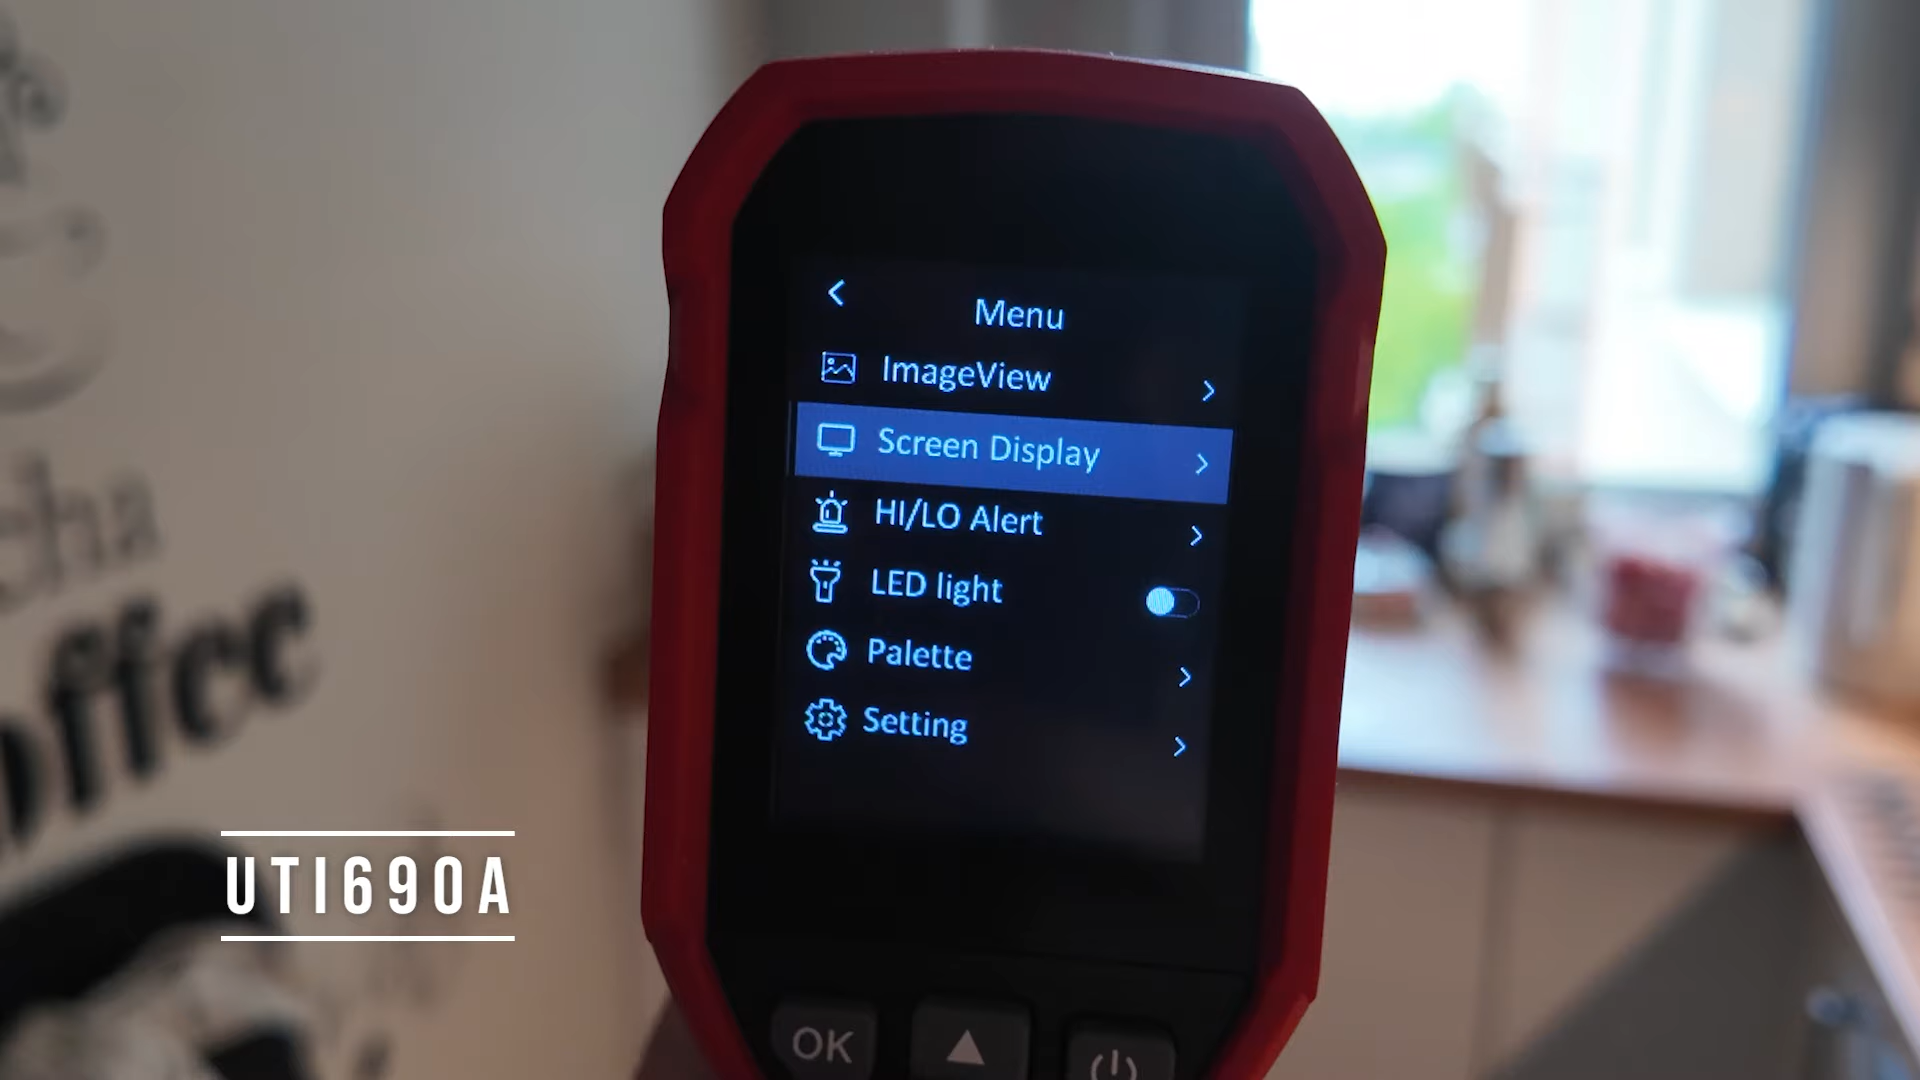 Menu
ImageView
Screen Display
HI/LO Alert
LED light
Palette
Setting
OK
UTI690A